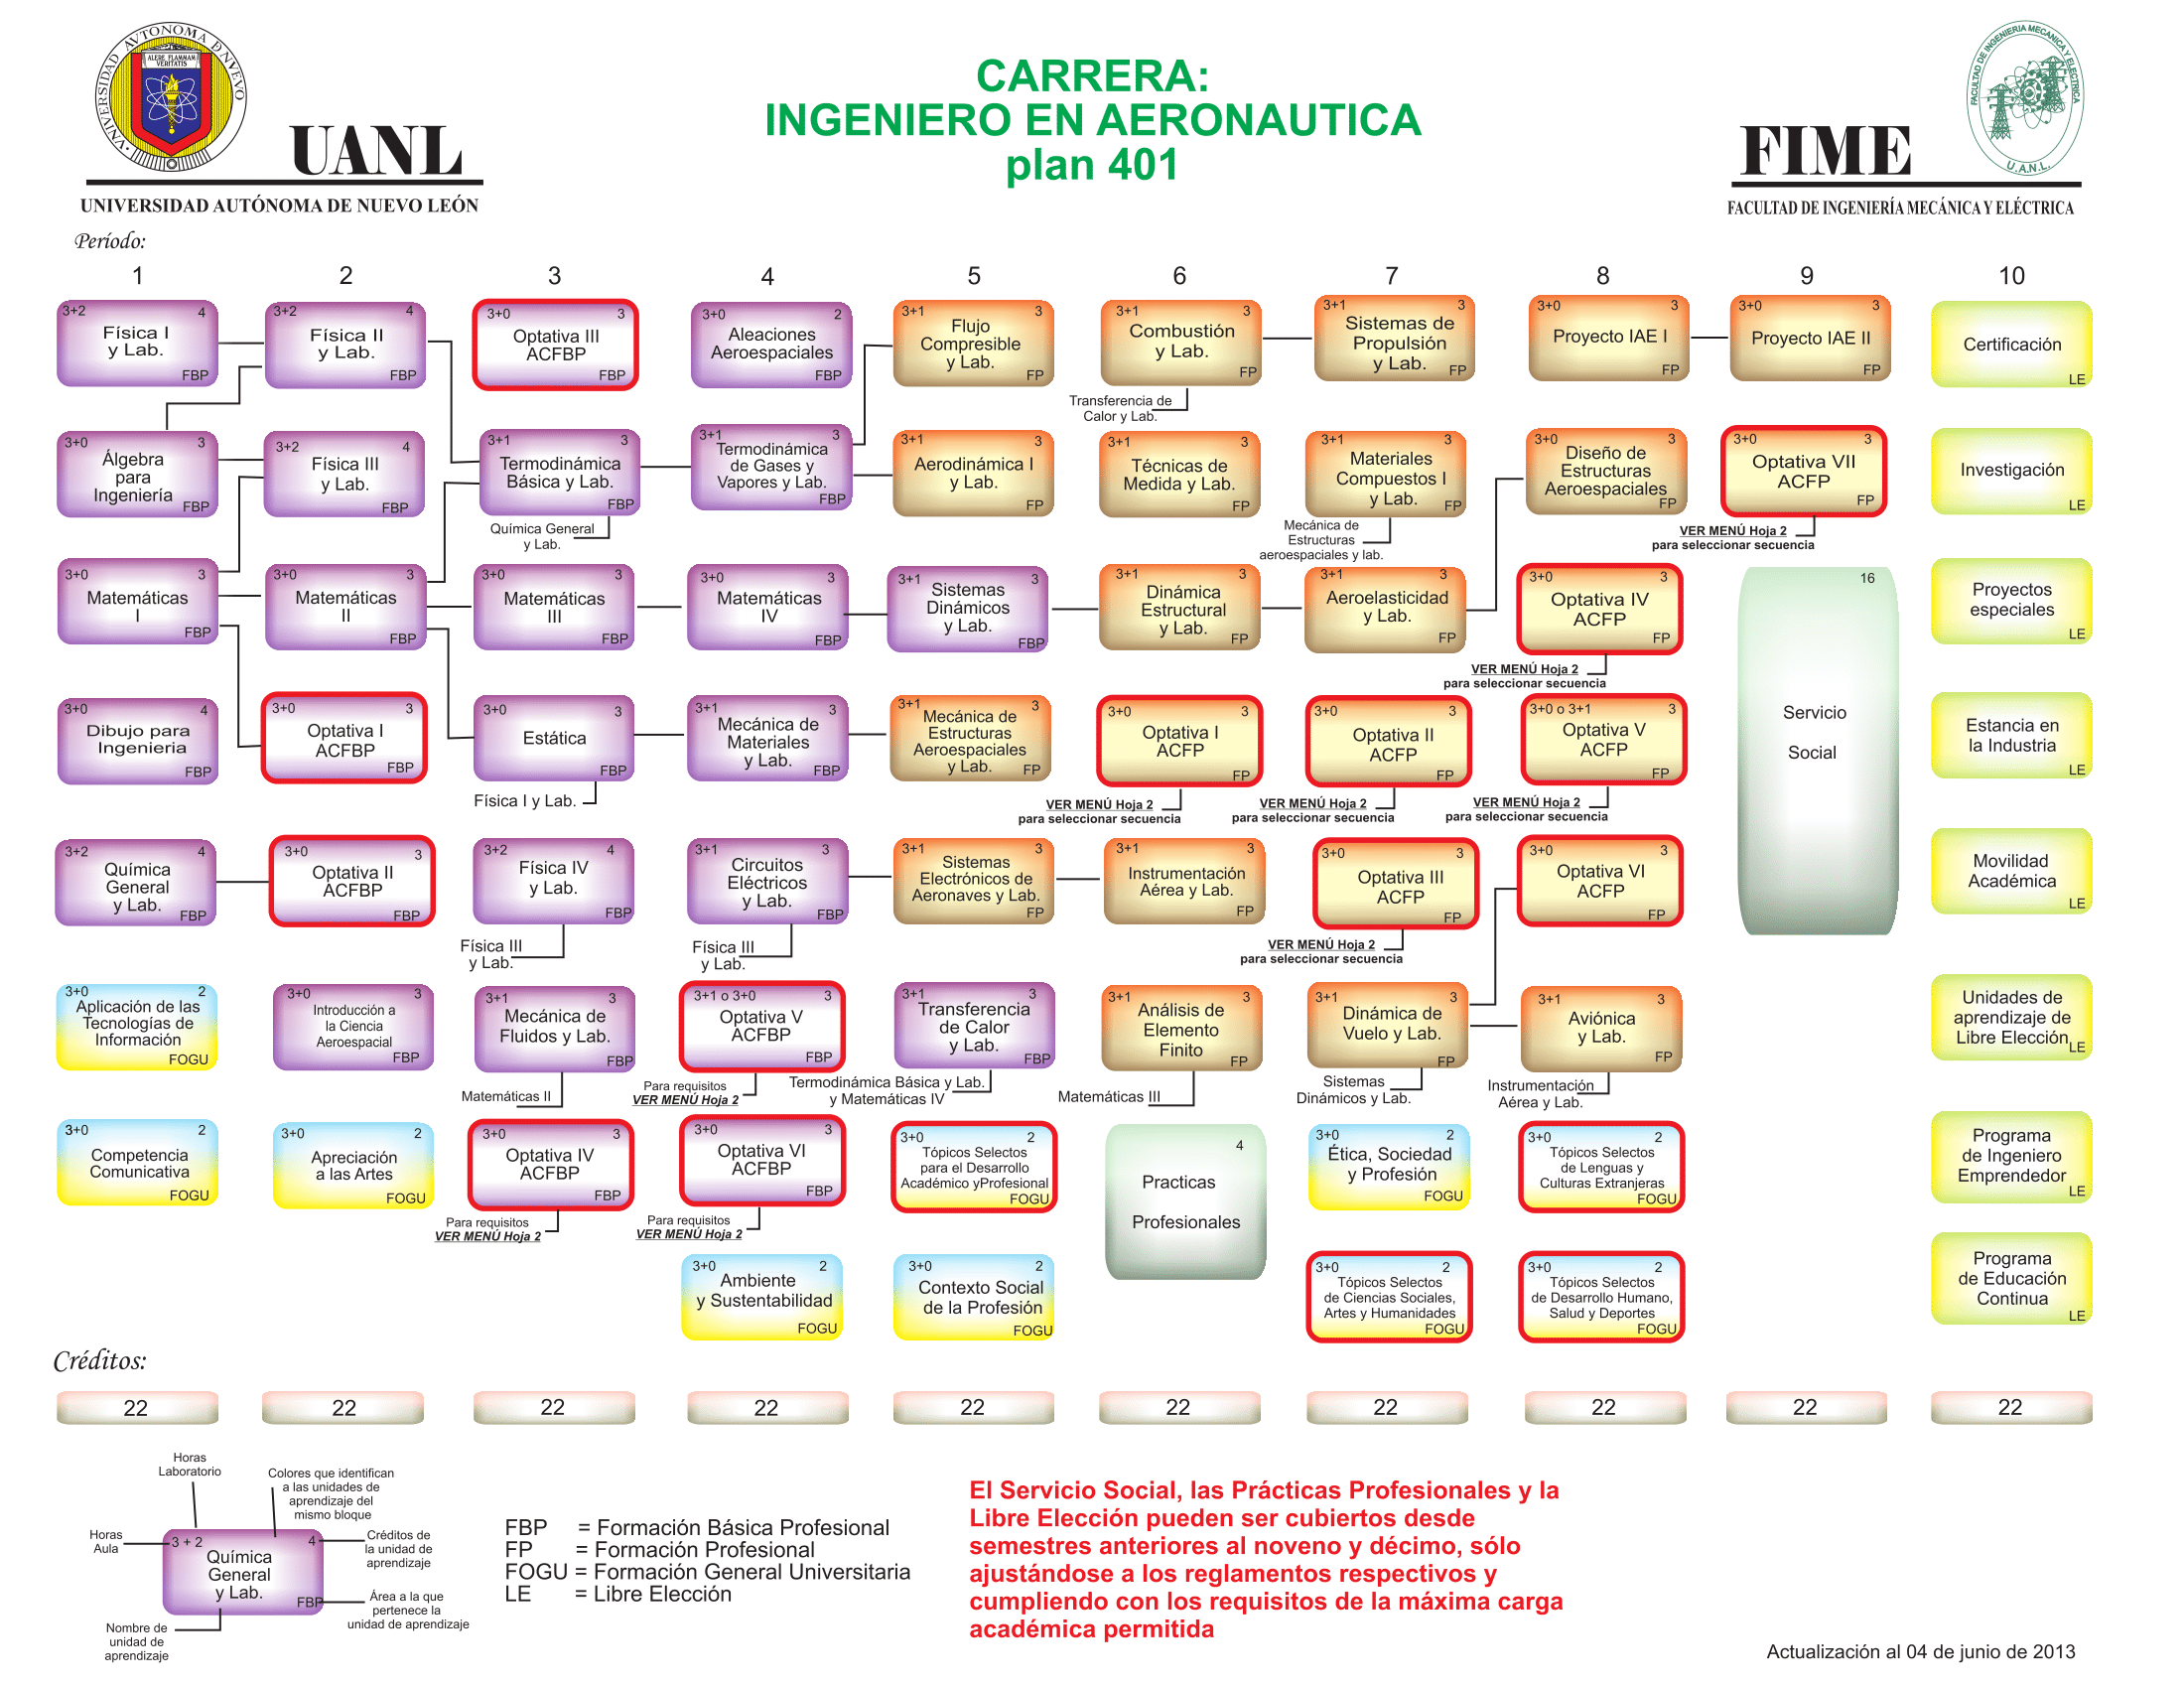 UNIVERSIDAD AUTONOMA DE NUEVO
ALERE FLAMMAM
VERITATIS
UANL
UNIVERSIDAD AUTÓNOMA DE NUEVO LEÓN
CARRERA:
INGENIERO EN AERONAUTICA
plan 401
FACULTAD DE INGENIERIA MECANICA Y ELECTRICA
U.A.N.L.
FIME
FACULTAD DE INGENIERÍA MECÁNICA Y ELÉCTRICA
Período:
1 2 3 4 5 6 7 8 9 10
3+2 4
Física I
y Lab.
FBP
3+2 4
Física II
y Lab.
FBP
3+0 3
Optativa III
ACFBP
FBP
3+0 2
Aleaciones
Aeroespaciales
FBP
3+1 3
Flujo
Compresible
y Lab.
FP
3+1 3
Combustión
y Lab.
FP
Transferencia de
Calor y Lab.
3+1 3
Sistemas de
Propulsión
y Lab.
FP
3+0 3
Proyecto IAE I
FP
3+0 3
Proyecto IAE II
FP
Certificación
LE
3+0 3
Álgebra
para
Ingeniería
FBP
3+2 4
Física III
y Lab.
FBP
3+1 3
Termodinámica
Básica y Lab.
FBP
Química General
y Lab.
3+1 3
Termodinámica
de Gases y
Vapores y Lab.
FBP
3+1 3
Aerodinámica I
y Lab.
FP
3+1 3
Técnicas de
Medida y Lab.
FP
3+1 3
Materiales
Compuestos I
y Lab.
FP
Mecánica de
Estructuras
aeroespaciales y lab.
3+0 3
Diseño de
Estructuras
Aeroespaciales
FP
3+0 3
Optativa VII
ACFP
FP
VER MENÚ Hoja 2
para seleccionar secuencia
Investigación
LE
3+0 3
Matemáticas
I
FBP
3+0 3
Matemáticas
II
FBP
3+0 3
Matemáticas
III
FBP
3+0 3
Matemáticas
IV
FBP
3+1 3
Sistemas
Dinámicos
y Lab.
FBP
3+1 3
Dinámica
Estructural
y Lab.
FP
3+1 3
Aeroelasticidad
y Lab.
FP
3+0 3
Optativa IV
ACFP
FP
VER MENÚ Hoja 2
para seleccionar secuencia
16
Servicio
Social
Proyectos
especiales
LE
3+0 4
Dibujo para
Ingenieria
FBP
3+0 3
Optativa I
ACFBP
FBP
3+0 3
Estática
FBP
Física I y Lab.
3+1 3
Mecánica de
Materiales
y Lab.
FBP
3+1 3
Mecánica de
Estructuras
Aeroespaciales
y Lab.
FP
3+0 3
Optativa I
ACFP
FP
VER MENÚ Hoja 2
para seleccionar secuencia
3+0 3
Optativa II
ACFP
FP
VER MENÚ Hoja 2
para seleccionar secuencia
3+0 o 3+1 3
Optativa V
ACFP
FP
VER MENÚ Hoja 2
para seleccionar secuencia
Estancia en
la Industria
LE
3+2 4
Química
General
y Lab.
FBP
3+0 3
Optativa II
ACFBP
FBP
3+2 4
Física IV
y Lab.
FBP
Física III
y Lab.
3+1 3
Circuitos
Eléctricos
y Lab.
FBP
Física III
y Lab.
3+1 3
Sistemas
Electrónicos de
Aeronaves y Lab.
FP
3+1 3
Instrumentación
Aérea y Lab.
FP
3+0 3
Optativa III
ACFP
FP
VER MENÚ Hoja 2
para seleccionar secuencia
3+0 3
Optativa VI
ACFP
FP
Movilidad
Académica
LE
3+0 2
Aplicación de las
Tecnologías de
Información
FOGU
3+0 3
Introducción a
la Ciencia
Aeroespacial
FBP
3+1 3
Mecánica de
Fluidos y Lab.
FBP
Matemáticas II
3+1 o 3+0 3
Optativa V
ACFBP
FBP
Para requisitos
VER MENÚ Hoja 2
3+1 3
Transferencia
de Calor
y Lab.
FBP
Termodinámica Básica y Lab.
y Matemáticas IV
3+1 3
Análisis de
Elemento
Finito
FP
Matemáticas III
3+1 3
Dinámica de
Vuelo y Lab.
FP
Sistemas
Dinámicos y Lab.
3+1 3
Aviónica
y Lab.
FP
Instrumentación
Aérea y Lab.
Unidades de
aprendizaje de
Libre Elección
LE
3+0 2
Competencia
Comunicativa
FOGU
3+0 2
Apreciación
a las Artes
FOGU
3+0 3
Optativa IV
ACFBP
FBP
Para requisitos
VER MENÚ Hoja 2
3+0 3
Optativa VI
ACFBP
FBP
Para requisitos
VER MENÚ Hoja 2
3+0 2
Tópicos Selectos
para el Desarrollo
Académico yProfesional
FOGU
4
Practicas
Profesionales
3+0 2
Ética, Sociedad
y Profesión
FOGU
3+0 2
Tópicos Selectos
de Lenguas y
Culturas Extranjeras
FOGU
Programa
de Ingeniero
Emprendedor
LE
3+0 2
Ambiente
y Sustentabilidad
FOGU
3+0 2
Contexto Social
de la Profesión
FOGU
3+0 2
Tópicos Selectos
de Ciencias Sociales,
Artes y Humanidades
FOGU
3+0 2
Tópicos Selectos
de Desarrollo Humano,
Salud y Deportes
FOGU
Programa
de Educación
Continua
LE
Créditos:
22 22 22 22 22 22 22 22 22 22
Horas
Laboratorio
Colores que identifican
a las unidades de
aprendizaje del
mismo bloque
Horas
Aula
3 + 2 4
Química
General
y Lab.
FBP
Créditos de
la unidad de
aprendizaje
Área a la que
pertenece la
unidad de aprendizaje
Nombre de
unidad de
aprendizaje
FBP = Formación Básica Profesional
FP = Formación Profesional
FOGU = Formación General Universitaria
LE = Libre Elección
El Servicio Social, las Prácticas Profesionales y la
Libre Elección pueden ser cubiertos desde
semestres anteriores al noveno y décimo, sólo
ajustándose a los reglamentos respectivos y
cumpliendo con los requisitos de la máxima carga
académica permitida
Actualización al 04 de junio de 2013